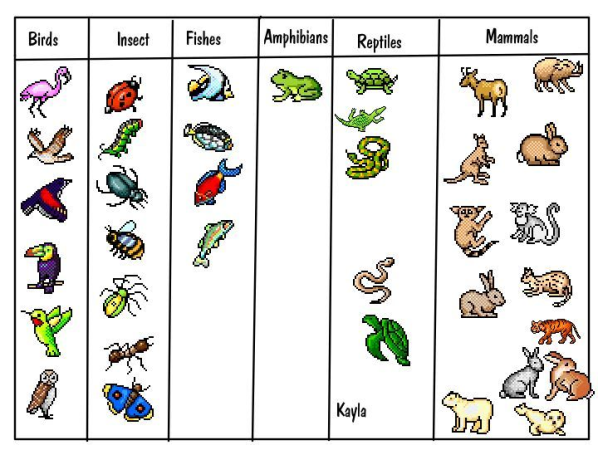 Birds
Insect
Fishes
Amphibians
Reptiles
Mammals
Kayla